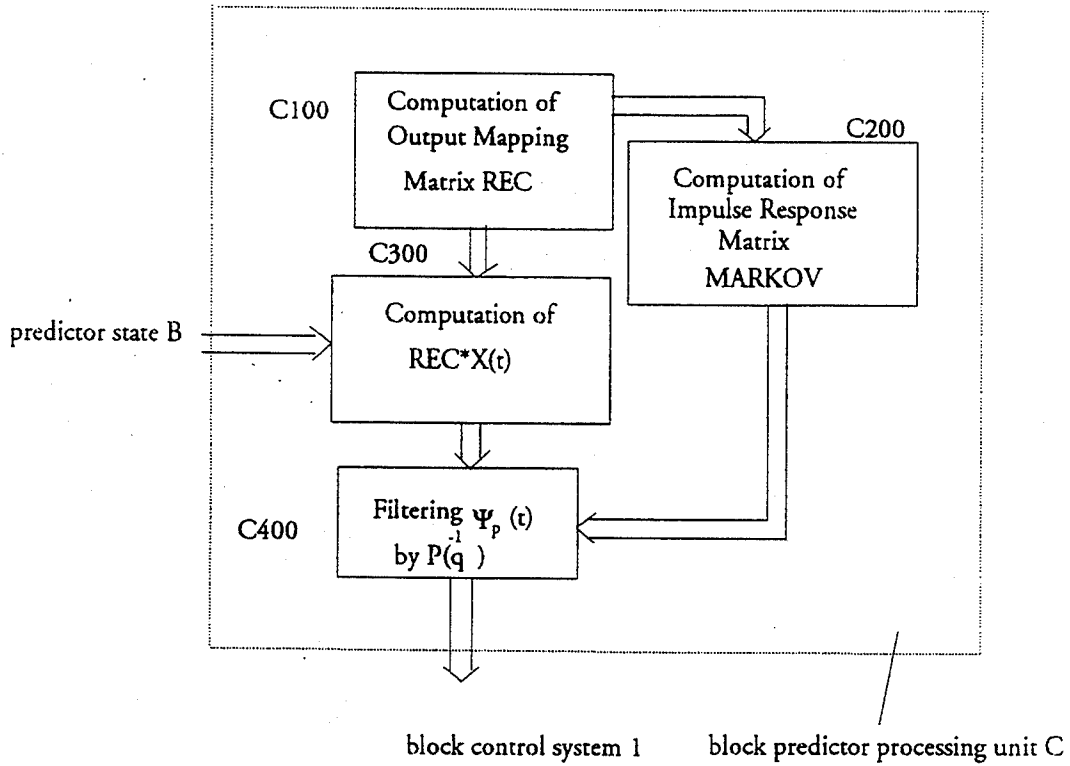 C100
Computation of
Output Mapping
Matrix REC
C200
Computation of
Impulse Response
Matrix
MARKOV
C300
Computation of
REC*X(t)
predictor state B
C400
Filtering Ψₚ (t)
by P(q⁻¹)
block control system 1
block predictor processing unit C